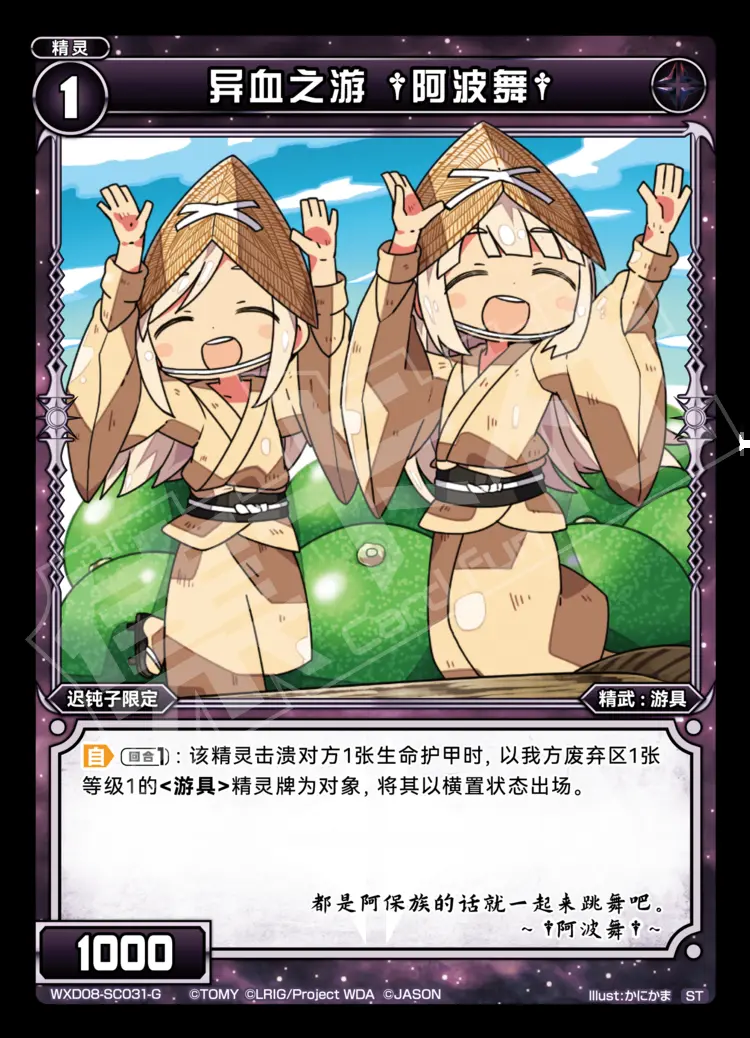 精灵
1
异血之游 †阿波舞†
迟钝子限定
精武:游具
自 回合1:该精灵击溃对方1张生命护甲时,以我方废弃区1张
等级1的<游具>精灵牌为对象,将其以横置状态出场。
都是阿保族的话就一起来跳舞吧。
~†阿波舞†~
1000
WXD08-SC031-G ©TOMY ©LRIG/Project WDA ©JASON
Illust:かにかま ST